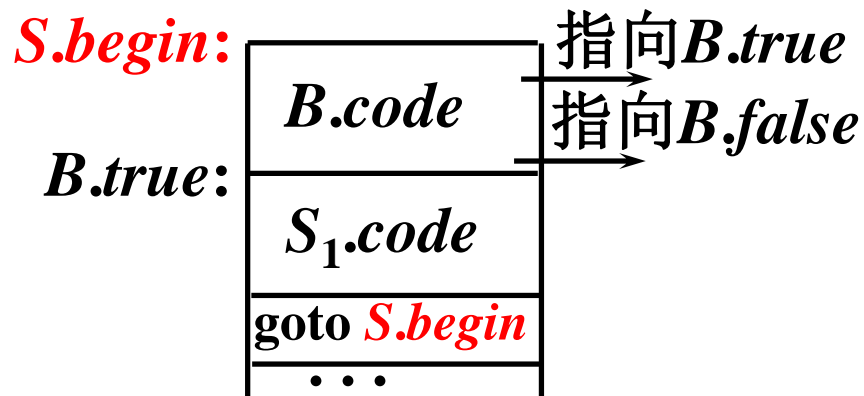 S.begin: 指向B.true
B.code
指向B.false
B.true:
S₁.code
goto S.begin
...